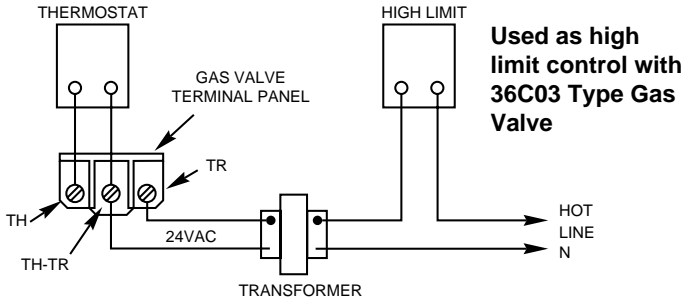 THERMOSTAT
HIGH LIMIT
Used as high
limit control with
36C03 Type Gas
Valve
GAS VALVE
TERMINAL PANEL
TR
TH
TH-TR
24VAC
HOT
LINE
N
TRANSFORMER